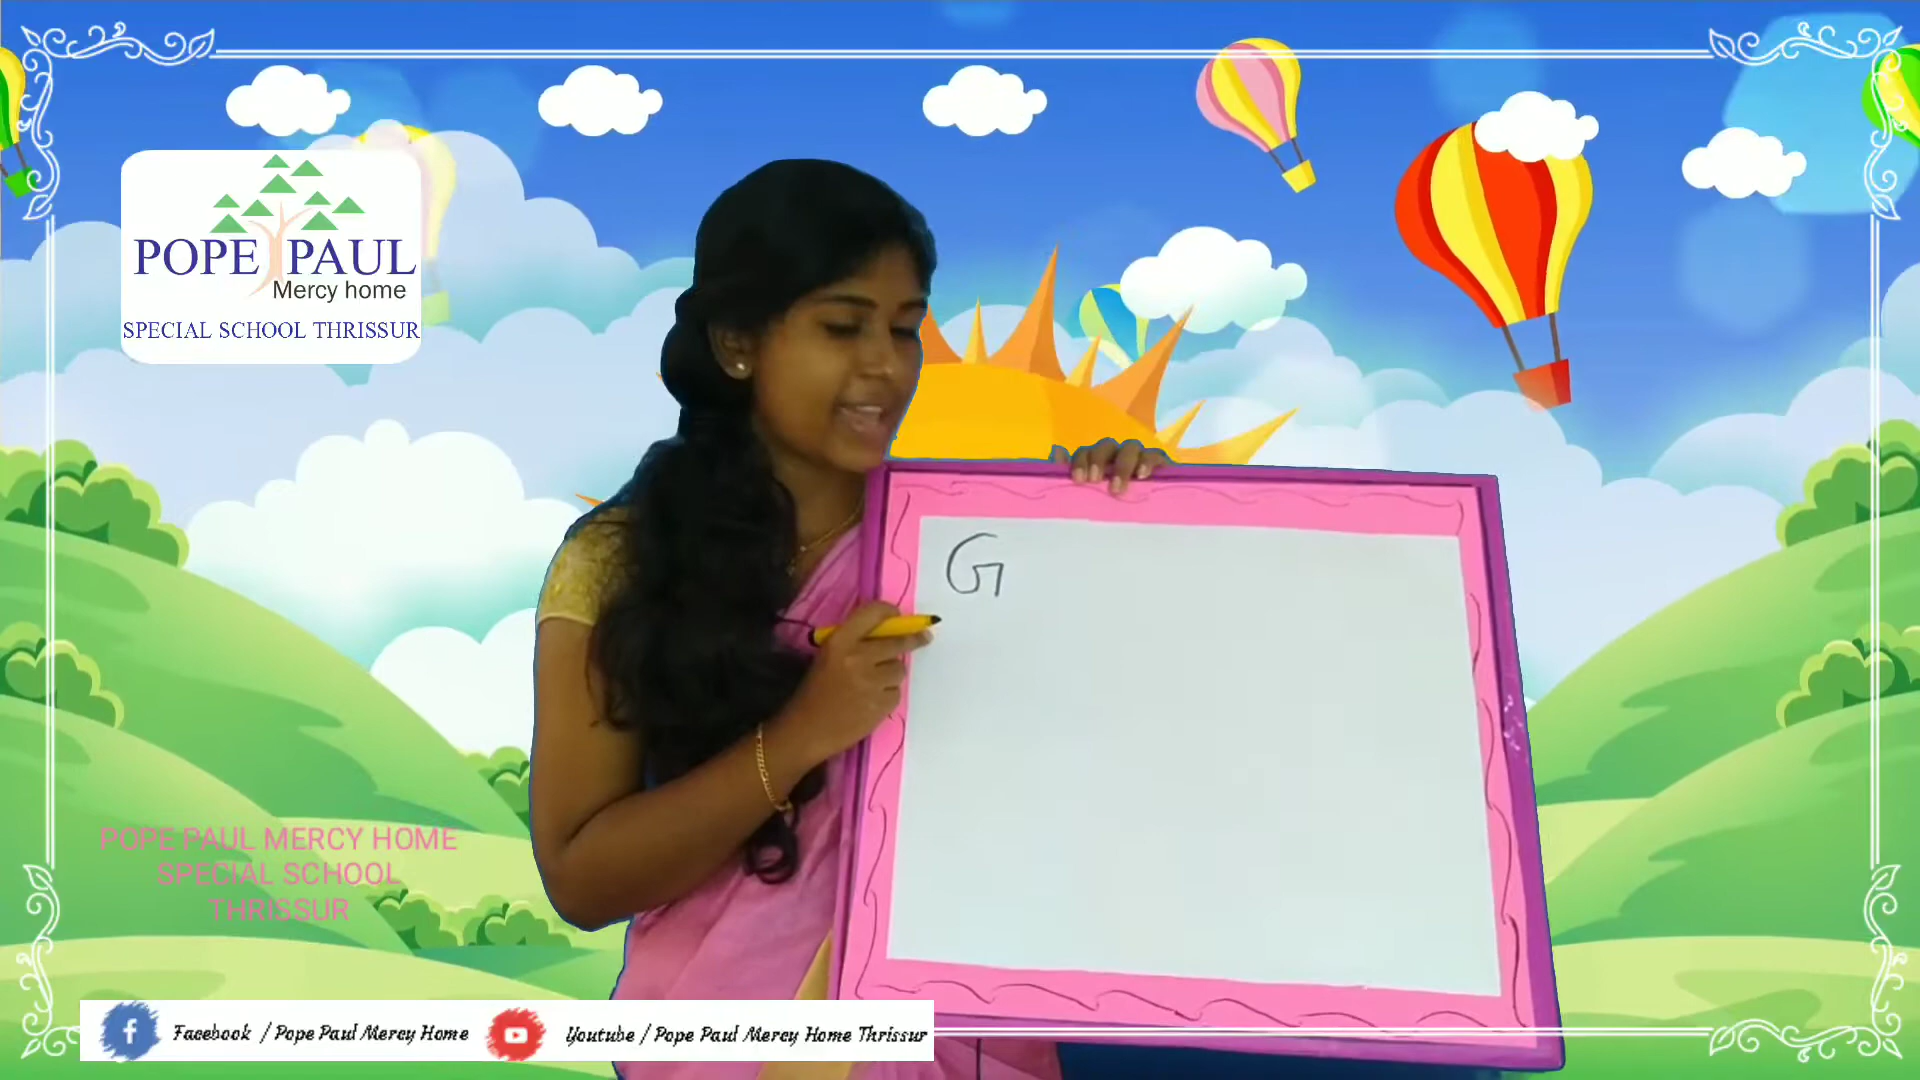 POPE PAUL
Mercy home
SPECIAL SCHOOL THRISSUR
G
POPE PAUL MERCY HOME
SPECIAL SCHOOL
THRISSUR
Facebook / Pope Paul Mercy Home
Youtube / Pope Paul Mercy Home Thrissur